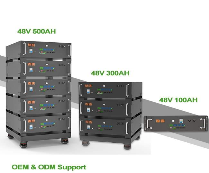 48V 500AH
48V 300AH
48V 100AH
OEM & ODM Support